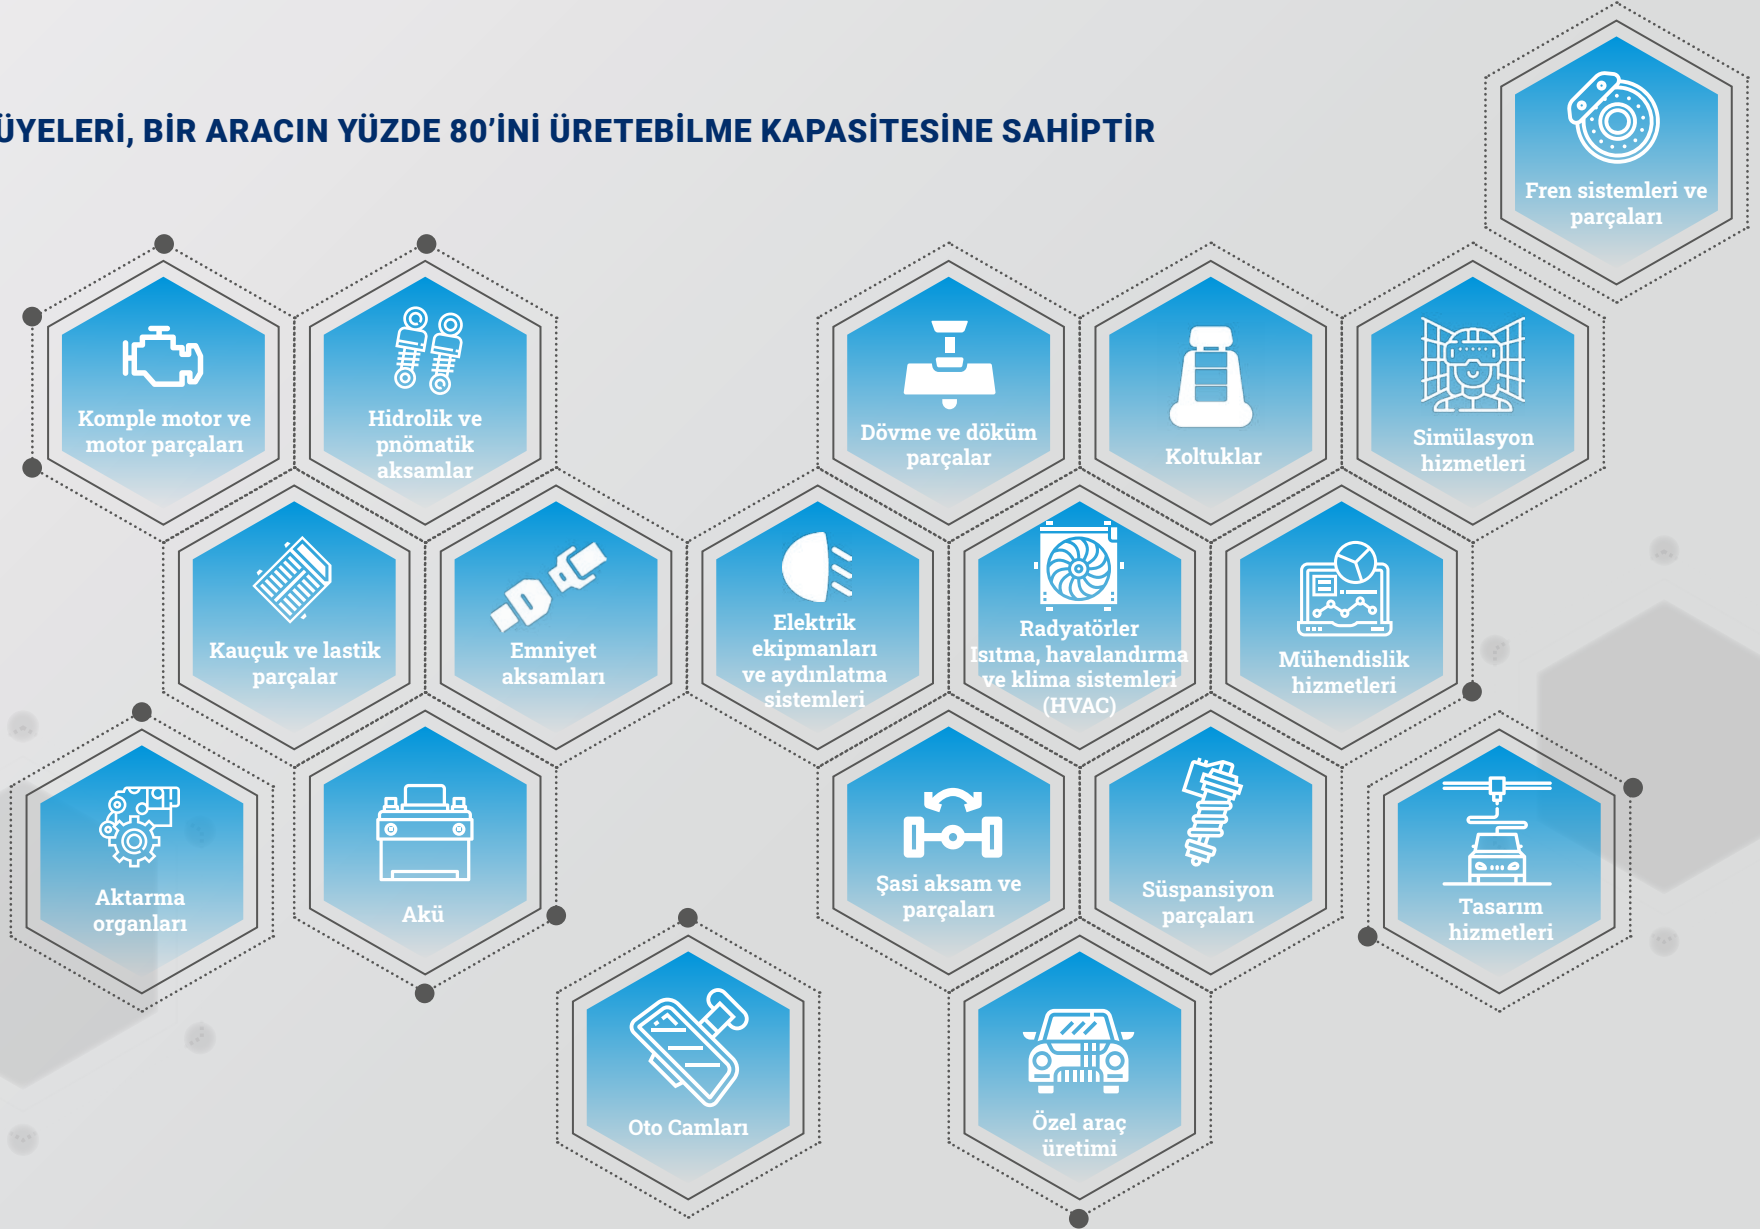 ÜYELERİ, BİR ARACIN YÜZDE 80’İNİ ÜRETEBİLME KAPASİTESİNE SAHİPTİR
Fren sistemleri ve
parçaları
Komple motor ve
motor parçaları
Hidrolik ve
pnömatik
aksamlar
Dövme ve döküm
parçalar
Koltuklar
Simülasyon
hizmetleri
Kauçuk ve lastik
parçalar
Emniyet
aksamları
Elektrik
ekipmanları
ve aydınlatma
sistemleri
Radyatörler
Isıtma, havalandırma
ve klima sistemleri
(HVAC)
Mühendislik
hizmetleri
Aktarma
organları
Akü
Şasi aksam ve
parçaları
Süspansiyon
parçaları
Tasarım
hizmetleri
Oto Camları
Özel araç
üretimi